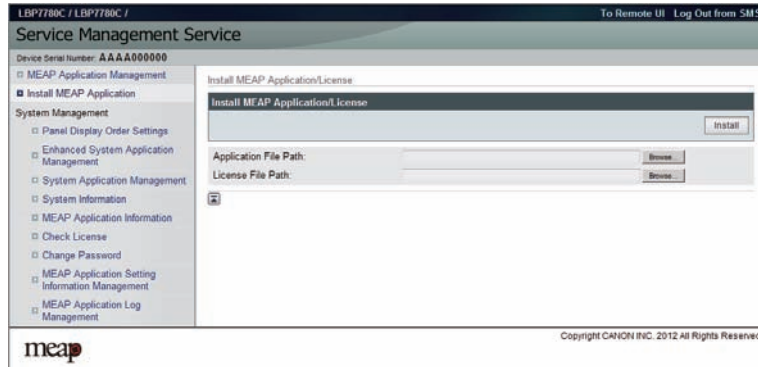 LBP7780C / LBP7780C /
To Remote UI Log Out from SMS
Service Management Service
Device Serial Number: AAAA000000
MEAP Application Management
Install MEAP Application
System Management
Panel Display Order Settings
Enhanced System Application
Management
System Application Management
System Information
MEAP Application Information
Check License
Change Password
MEAP Application Setting
Information Management
MEAP Application Log
Management
Install MEAP Application/License
Install MEAP Application/License
Install
Application File Path:
Browse...
License File Path:
Browse...
Copyright CANON INC. 2012 All Rights Reserved
meap